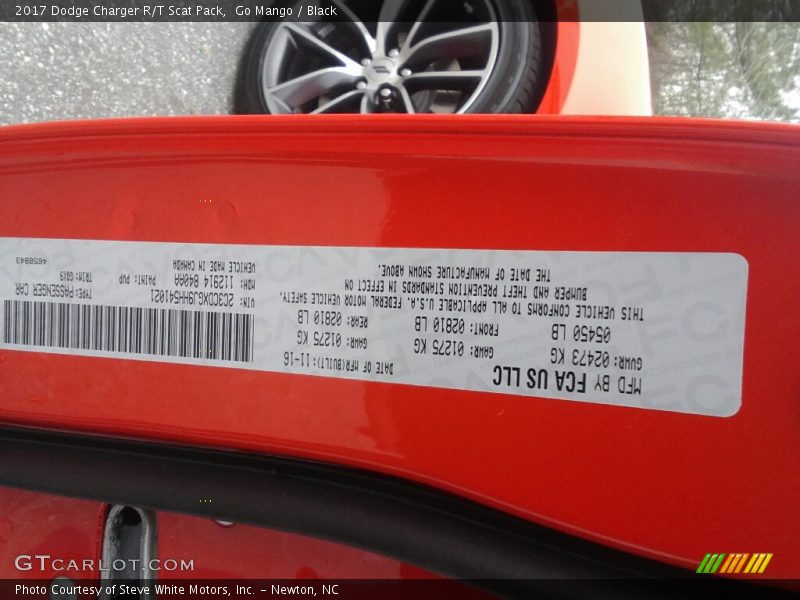 2017 Dodge Charger R/T Scat Pack, Go Mango / Black
MFD BY FCA US LLC
DATE OF MFR(BUILT):11-16
GVWR: 02473 KG
05450 LB
GAWR: 01275 KG
FRONT: 02810 LB
GAWR: 01275 KG
REAR: 02810 LB
THIS VEHICLE CONFORMS TO ALL APPLICABLE U.S.A. FEDERAL MOTOR VEHICLE SAFETY,
BUMPER AND THEFT PREVENTION STANDARDS IN EFFECT ON
THE DATE OF MANUFACTURE SHOWN ABOVE.
VIN: 2C3CDXGJ9HH541021
TYPE:PASSENGER CAR
MDH: 112914 840AA
PAINT: PVP
TRIM: G8X9
VEHICLE MADE IN CANADA
4658843
GTCARLOT.COM
Photo Courtesy of Steve White Motors, Inc. – Newton, NC